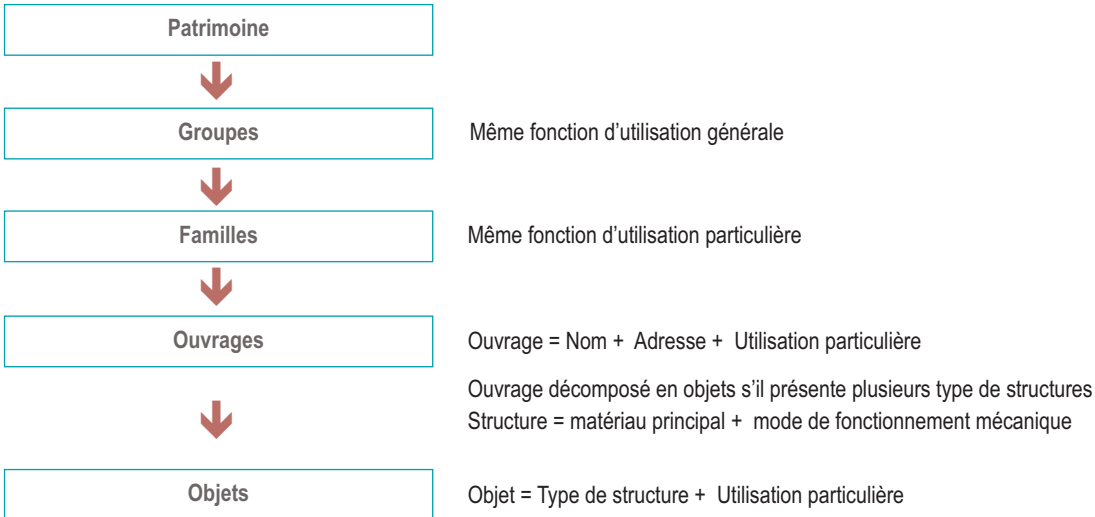 Patrimoine
Groupes
Même fonction d'utilisation générale
Familles
Même fonction d'utilisation particulière
Ouvrages
Ouvrage = Nom + Adresse + Utilisation particulière
Ouvrage décomposé en objets s'il présente plusieurs type de structures
Structure = matériau principal + mode de fonctionnement mécanique
Objets
Objet = Type de structure + Utilisation particulière